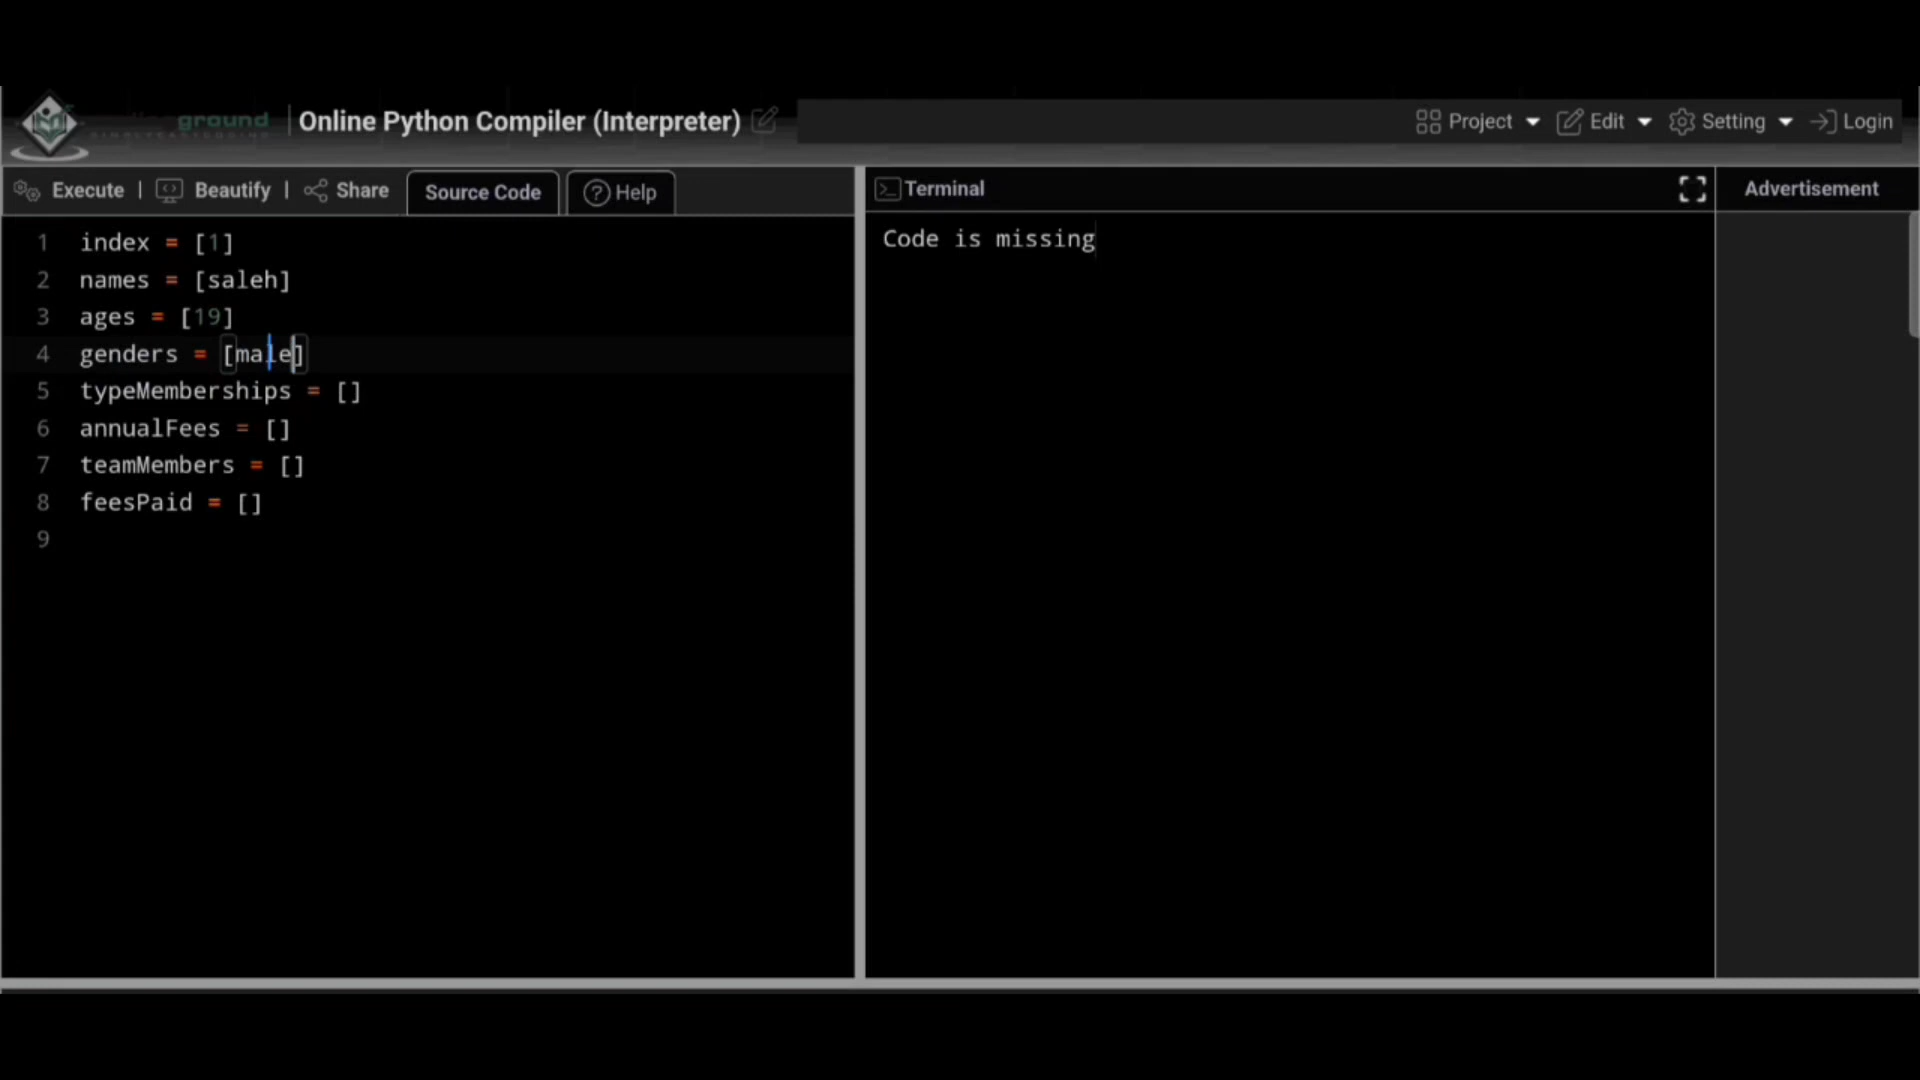 ground
Online Python Compiler (Interpreter)
Project
Edit
Setting
Login
Execute | Beautify | Share
Source Code
Help
Terminal
Advertisement
1 index = [1]
2 names = [saleh]
3 ages = [19]
4 genders = [male]
5 typeMemberships = []
6 annualFees = []
7 teamMembers = []
8 feesPaid = []
9
Code is missing